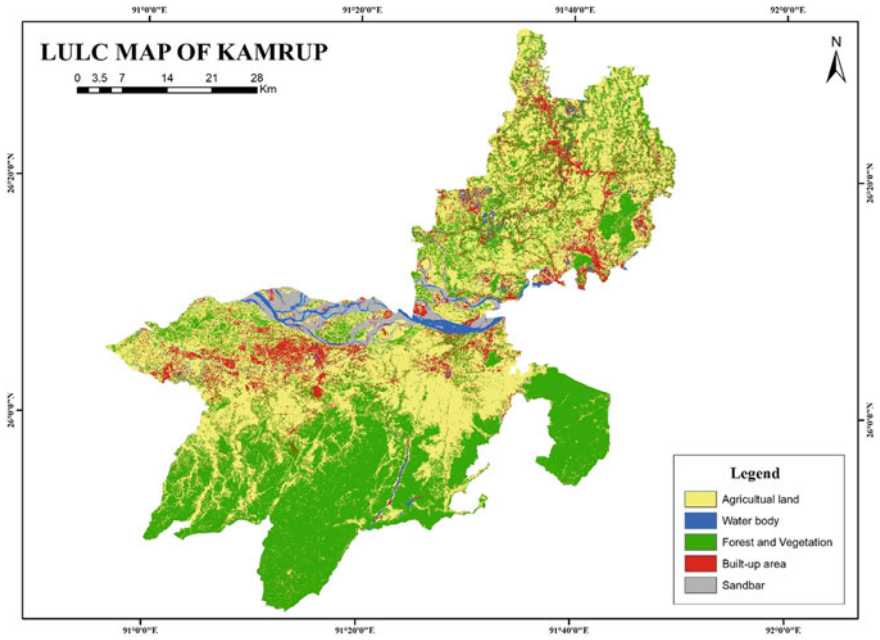 91°0'0"E 91°20'0"E 91°40'0"E 92°0'0"E
LULC MAP OF KAMRUP
0 3.5 7 14 21 28
Km
N
26°20'0"N
26°20'0"N
26°0'0"N
26°0'0"N
Legend
Agricultual land
Water body
Forest and Vegetation
Built-up area
Sandbar
91°0'0"E 91°20'0"E 91°40'0"E 92°0'0"E